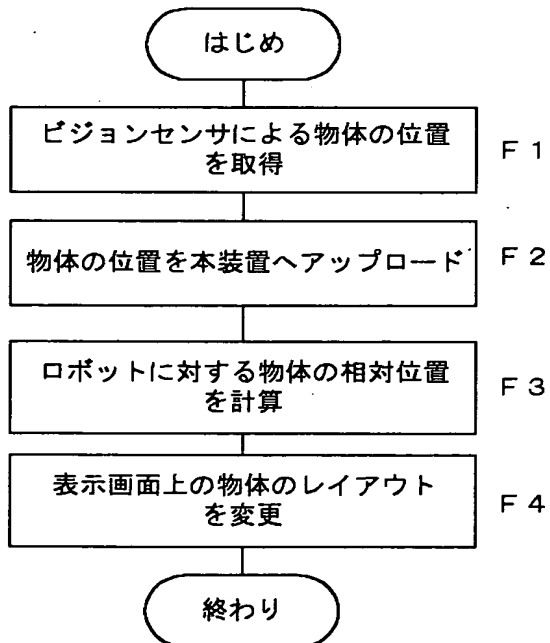 はじめ
ビジョンセンサによる物体の位置
を取得
F1
物体の位置を本装置へアップロード
F2
ロボットに対する物体の相対位置
を計算
F3
表示画面上の物体のレイアウト
を変更
F4
終わり